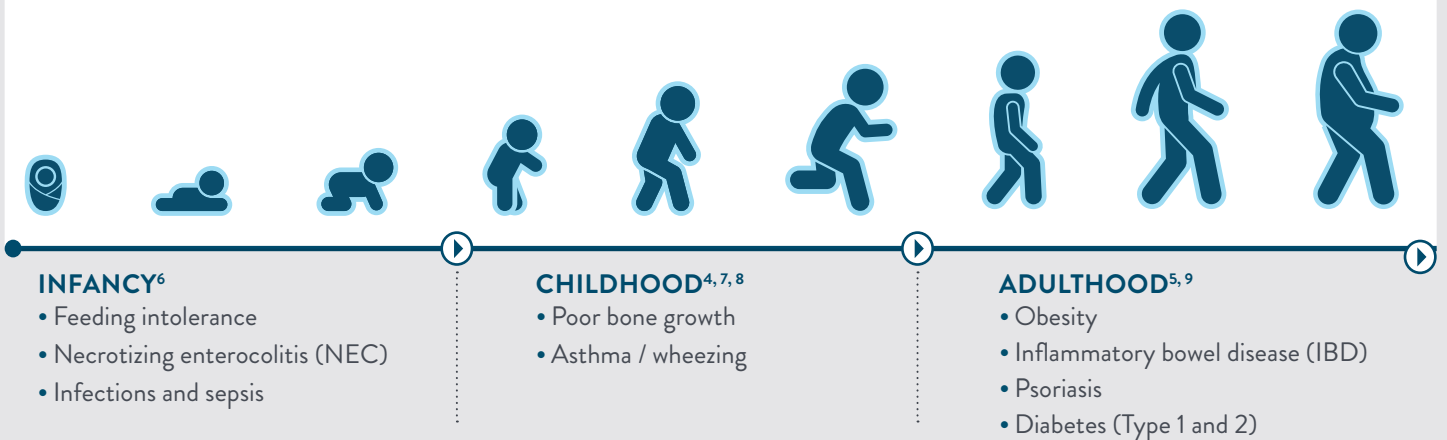 INFANCY6
• Feeding intolerance
• Necrotizing enterocolitis (NEC)
• Infections and sepsis
CHILDHOOD4, 7, 8
• Poor bone growth
• Asthma / wheezing
ADULTHOOD5, 9
• Obesity
• Inflammatory bowel disease (IBD)
• Psoriasis
• Diabetes (Type 1 and 2)